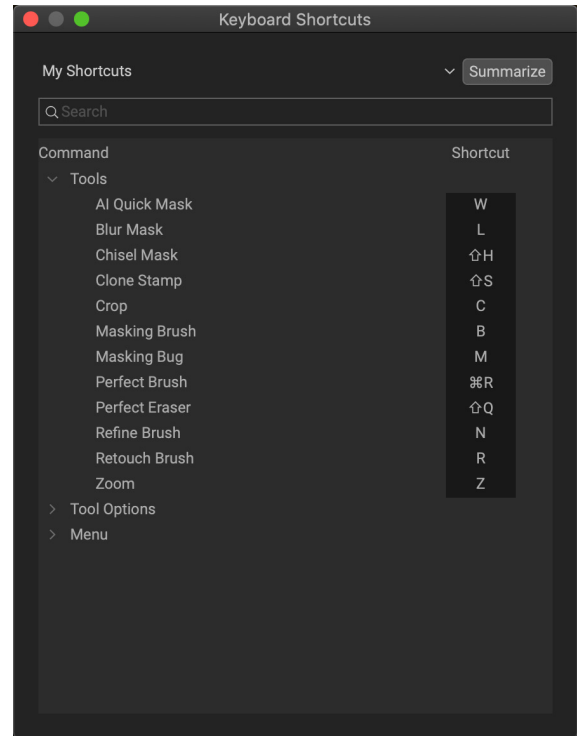 Keyboard Shortcuts
My Shortcuts Summarize
Search
Command Shortcut
Tools
AI Quick Mask W
Blur Mask L
Chisel Mask ⇧H
Clone Stamp ⇧S
Crop C
Masking Brush B
Masking Bug M
Perfect Brush ⌘R
Perfect Eraser ⇧Q
Refine Brush N
Retouch Brush R
Zoom Z
Tool Options
Menu